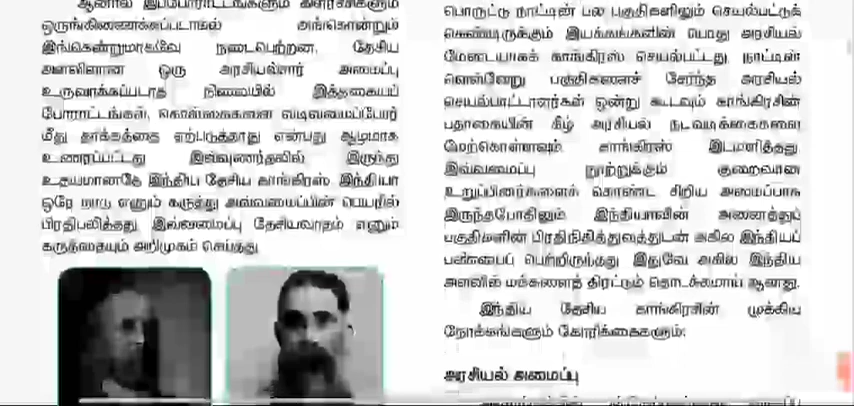 ஆனால் இப்போராட்டங்களும் கிளர்ச்சிகளும்
ஒருங்கிணைக்கப்படாமல் அங்கொன்றும்
இங்கொன்றுமாகவே நடைபெற்றன. தேசிய
அளவிலான ஒரு அரசியல்சார் அமைப்பு
உருவாக்கப்படாத நிலையில் இத்தகைய
போராட்டங்கள், கொள்கைகளை வடிவமைப்போர்
மீது தாக்கத்தை ஏற்படுத்தாது என்பது ஆழமாக
உணரப்பட்டது. இவ்வுணர்தலில் இருந்து
உதயமானதே இந்திய தேசிய காங்கிரஸ். இந்தியா
ஒரே நாடு எனும் கருத்து அவ்வமைப்பின் பெயரில்
பிரதிபலித்தது. இவ்வமைப்பு தேசியவாதம் எனும்
கருத்தையும் அறிமுகம் செய்தது.
பொருட்டு நாட்டின் பல பகுதிகளிலும் செயல்பட்டுக்
கொண்டிருக்கும் இயக்கங்களின் பொது அரசியல்
மேடையாகக் காங்கிரஸ் செயல்பட்டது. நாட்டின்
வெவ்வேறு பகுதிகளைச் சேர்ந்த அரசியல்
செயல்பாட்டாளர்கள் ஒன்று கூடவும் காங்கிரசின்
பதாகையின் கீழ் அரசியல் நடவடிக்கைகளை
மேற்கொள்ளவும் காங்கிரஸ் இடமளித்தது.
இவ்வமைப்பு நூற்றுக்கும் குறைவான
உறுப்பினர்களைக் கொண்ட சிறிய அமைப்பாக
இருந்தபோதிலும் இந்தியாவின் அனைத்துப்
பகுதிகளின் பிரதிநிதித்துவத்துடன் அகில இந்தியப்
பண்பைப் பெற்றிருந்தது. இதுவே அகில இந்திய
அளவில் மக்களைத் திரட்டும் தொடக்கமாய் ஆனது.
இந்திய தேசிய காங்கிரசின் முக்கிய
நோக்கங்களும் கோரிக்கைகளும்:
அரசியல் அமைப்பு